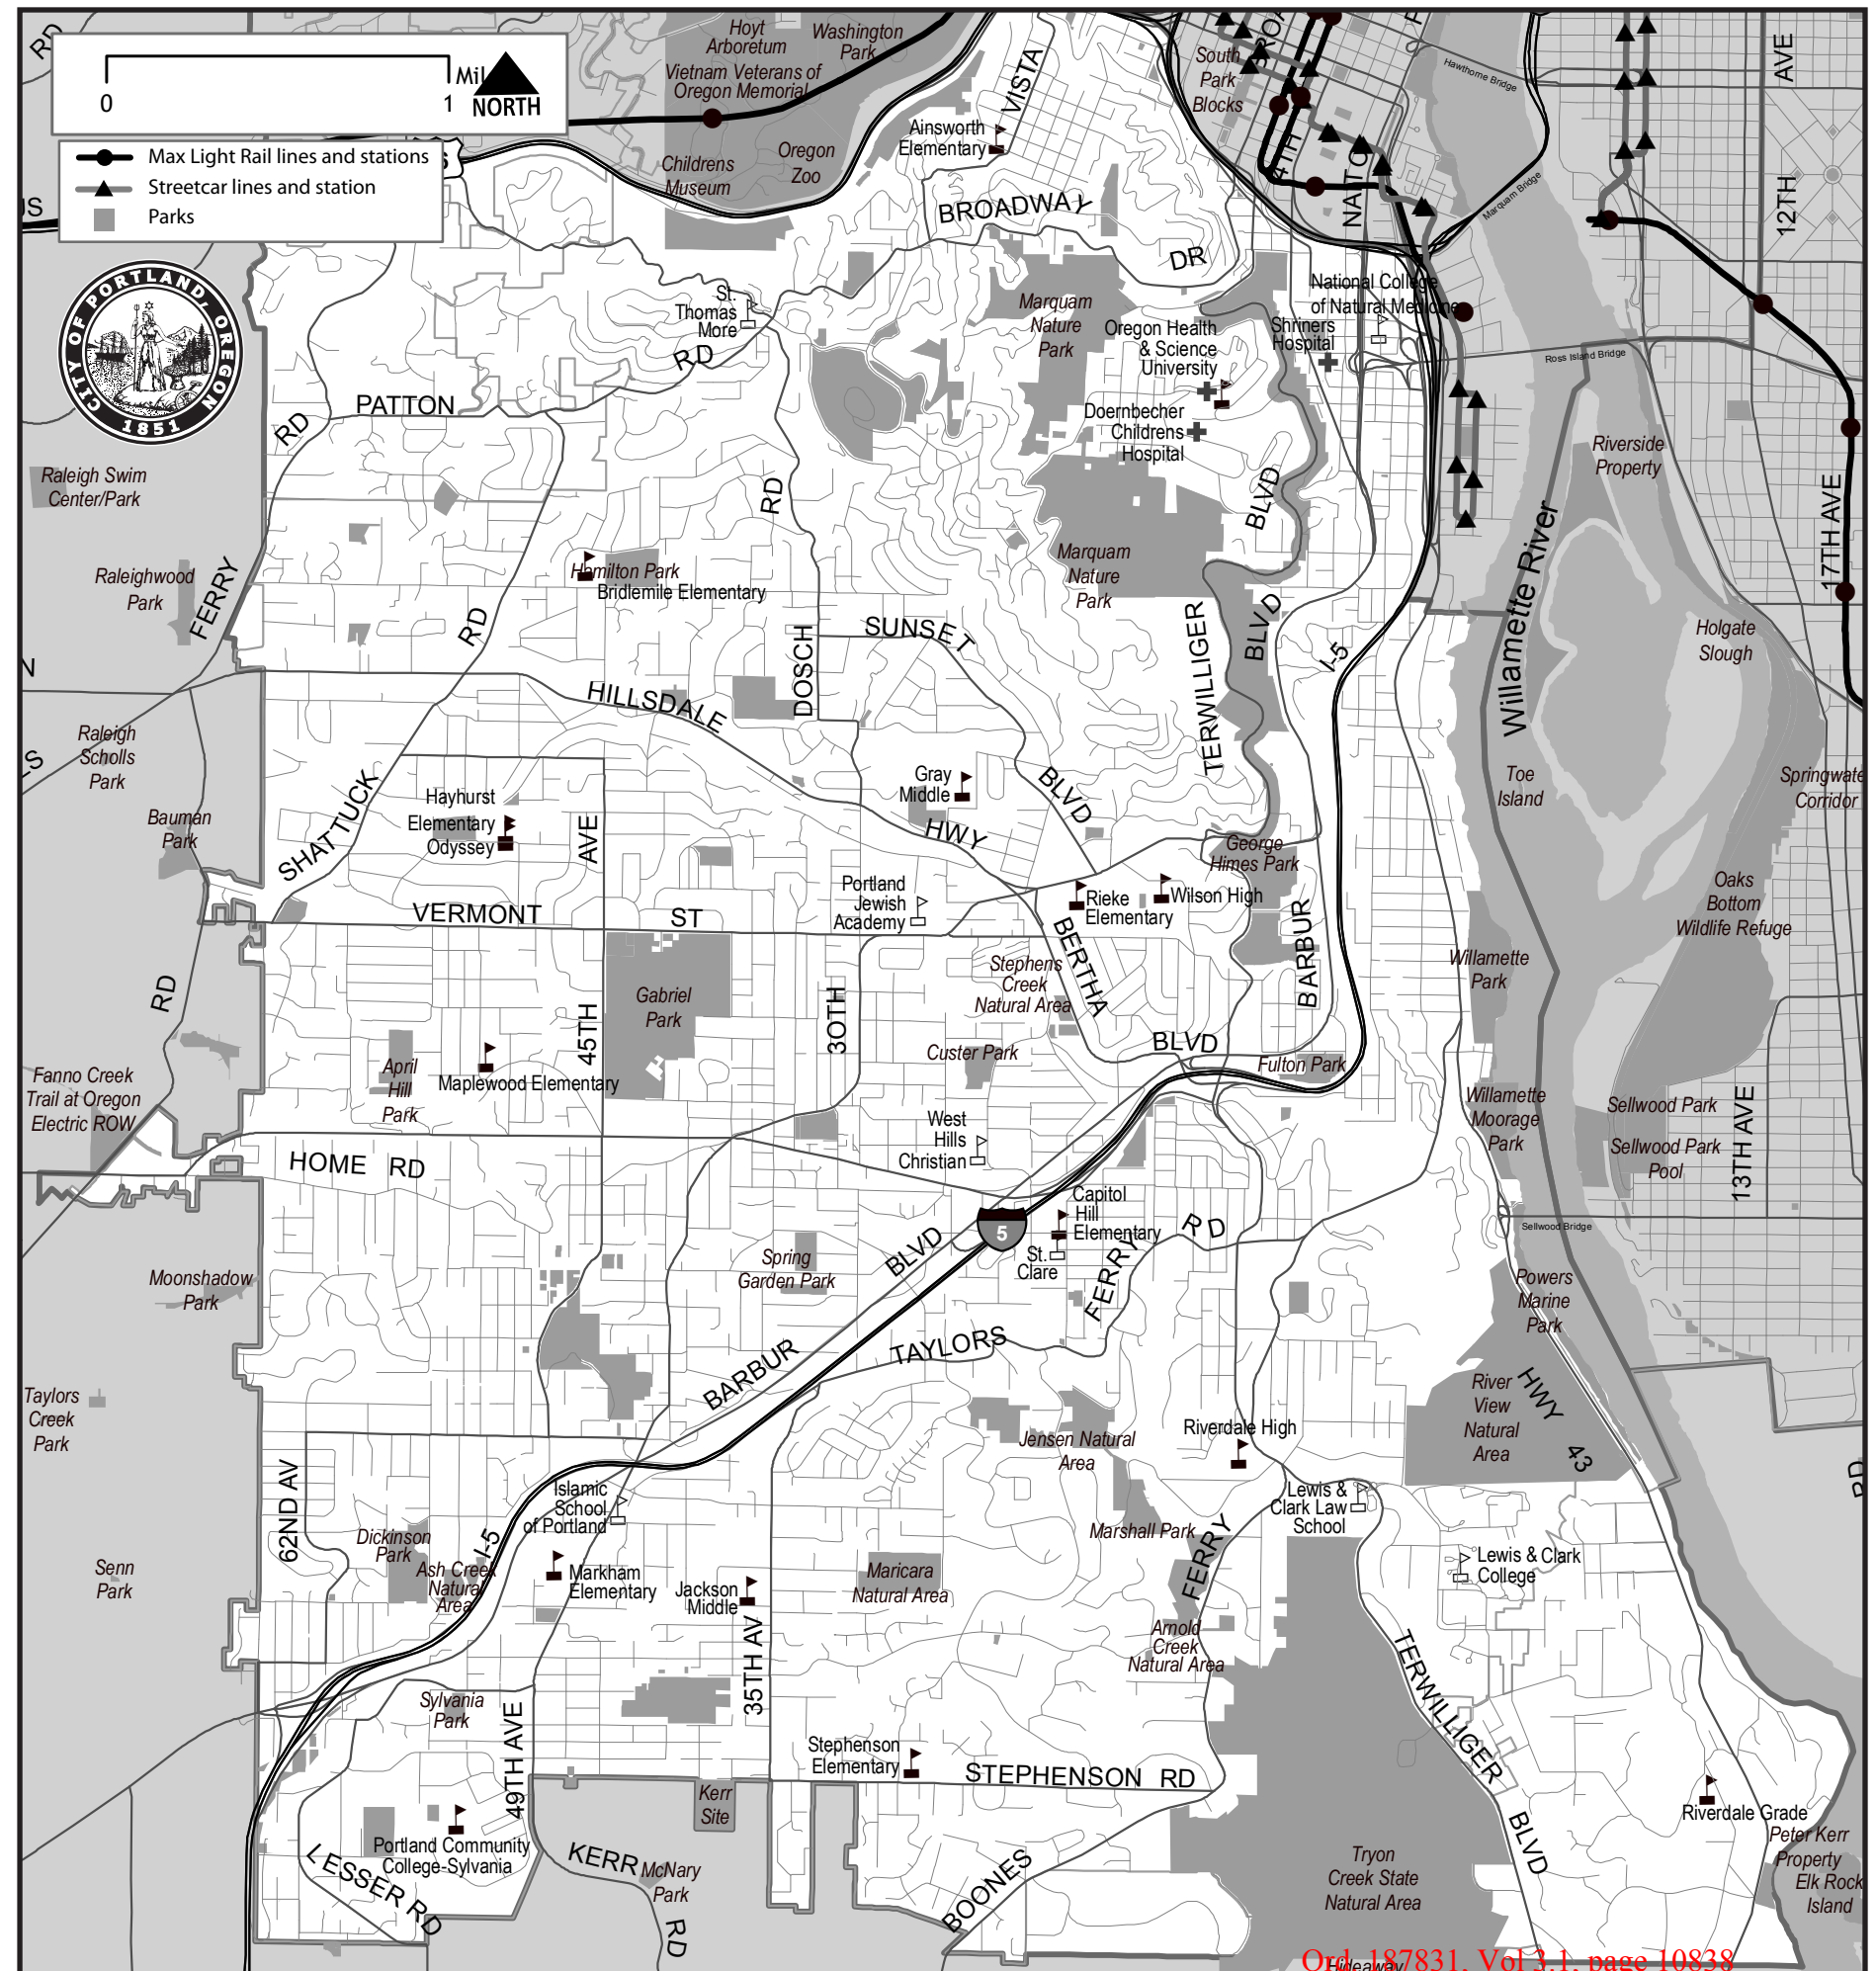 RD
Hoyt
Arboretum
Washington
Park
Vietnam Veterans of
Oregon Memorial
VISTA
South
Park
Blocks
Hawthorne Bridge
AVE
0
1
NORTH
Ainsworth
Elementary
Max Light Rail lines and stations
Streetcar lines and station
Parks
Childrens
Museum
Oregon
Zoo
4TH
NAITO
Marquam Bridge
12TH
US
BROADWAY
DR
CITY OF PORTLAND, OREGON
1851
St.
Thomas
More
RD
Marquam
Nature
Park
National College
of Natural Medicine
Oregon Health
& Science
University
Shriners
Hospital
Ross Island Bridge
PATTON
RD
Doernbecher
Childrens
Hospital
Riverside
Property
Raleigh Swim
Center/Park
RD
BLVD
17TH AVE
Raleighwood
Park
FERRY
Hamilton Park
Bridlemile Elementary
Marquam
Nature
Park
Willamette River
RD
DOSCH
SUNSET
TERWILLIGER
BLVD
I-5
Holgate
Slough
N
HILLSDALE
Raleigh
Scholls
Park
LS
Toe
Island
Springwate
Corridor
Bauman
Park
SHATTUCK
Hayhurst
Elementary
Odyssey
AVE
Gray
Middle
HWY
BLVD
George
Himes Park
Portland
Jewish
Academy
Rieke
Elementary
Wilson High
Oaks
Bottom
Wildlife Refuge
VERMONT
ST
BERTHA
BARBUR
Stephens
Creek
Natural Area
Willamette
Park
RD
Gabriel
Park
45TH
30TH
Custer Park
BLVD
Fulton Park
Fanno Creek
Trail at Oregon
Electric ROW
April
Hill
Park
Maplewood Elementary
Willamette
Moorage
Park
Sellwood Park
Sellwood Park
Pool
13TH AVE
West
Hills
Christian
HOME RD
Capitol
Hill
Elementary
5
St.
Clare
RD
Sellwood Bridge
BLVD
FERRY
Moonshadow
Park
Spring
Garden Park
Powers
Marine
Park
BARBUR
TAYLORS
Taylors
Creek
Park
River
View
Natural
Area
HWY
43
Riverdale High
Jensen Natural
Area
62ND AV
Islamic
School
of Portland
Lewis &
Clark Law
School
RD
I-5
Dickinson
Park
Ash Creek
Natural
Area
Marshall Park
FERRY
Senn
Park
Markham
Elementary
Jackson
Middle
Maricara
Natural Area
Lewis & Clark
College
Arnold
Creek
Natural Area
35TH AV
TERWILLIGER
Sylvania
Park
49TH AVE
Stephenson
Elementary
STEPHENSON RD
Kerr
Site
Riverdale Grade
Portland Community
College-Sylvania
LESSER RD
KERR
McNary
Park
RD
BOONES
Tryon
Creek State
Natural Area
BLVD
Peter Kerr
Property
Elk Rock
Island
Ord. 187831, Vol 3.1, page 10838
Hideaway